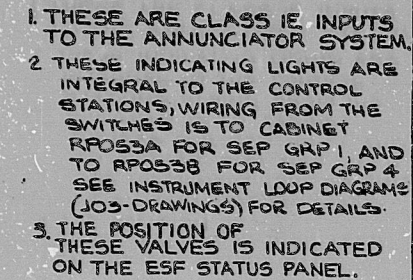 1. THESE ARE CLASS IE INPUTS
TO THE ANNUNCIATOR SYSTEM.
2 THESE INDICATING LIGHTS ARE
INTEGRAL TO THE CONTROL
STATIONS, WIRING FROM THE
SWITCHES IS TO CABINET
RP053A FOR SEP GRP 1, AND
TO RP053B FOR SEP GRP 4
SEE INSTRUMENT LOOP DIAGRAMS
(J03-DRAWINGS) FOR DETAILS.
3. THE POSITION OF
THESE VALVES IS INDICATED
ON THE ESF STATUS PANEL.